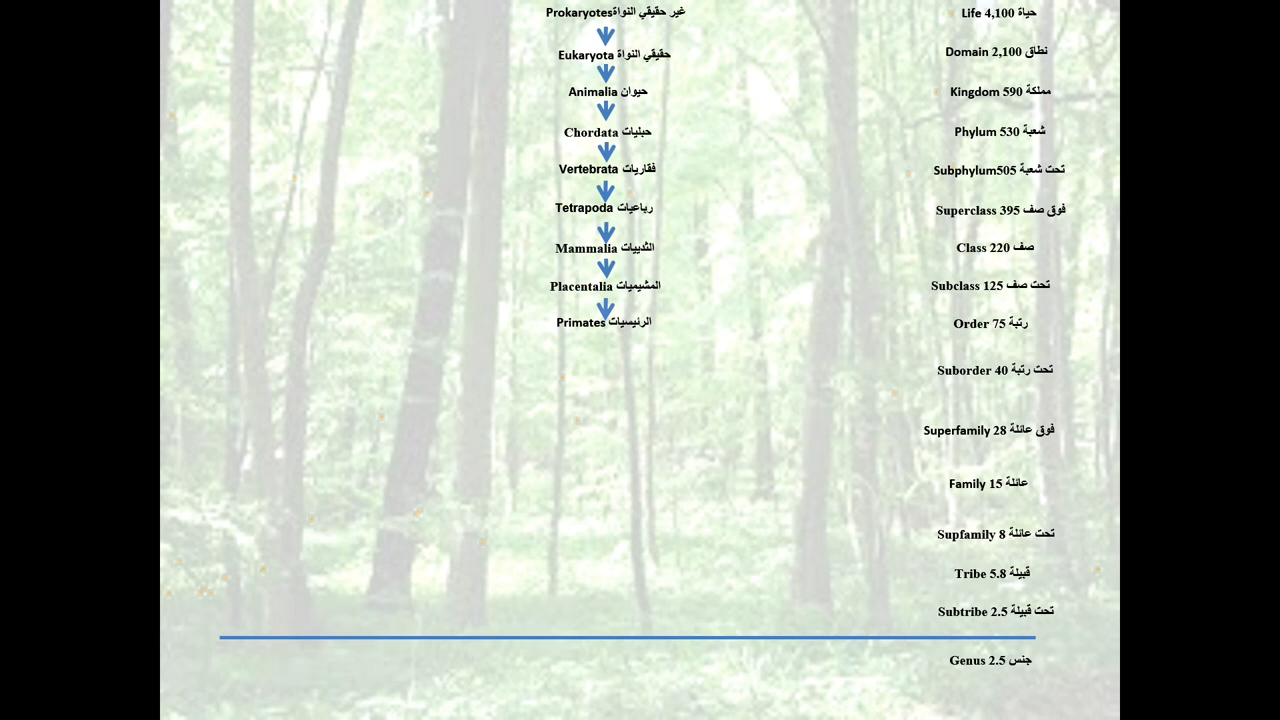 Prokaryotesغير حقيقي النواة
Life 4,100 حياة
Eukaryota حقيقي النواة
Domain 2,100 نطاق
Animalia حيوان
Kingdom 590 مملكة
Chordata حبليات
Phylum 530 شعبة
Vertebrata فقاريات
Subphylum505 تحت شعبة
Tetrapoda رباعيات
Superclass 395 فوق صف
Mammalia الثدييات
Class 220 صف
Placentalia المشيميات
Subclass 125 تحت صف
Primates الرئيسيات
Order 75 رتبة
Suborder 40 تحت رتبة
Superfamily 28 فوق عائلة
Family 15 عائلة
Supfamily 8 تحت عائلة
Tribe 5.8 قبيلة
Subtribe 2.5 تحت قبيلة
Genus 2.5 جنس